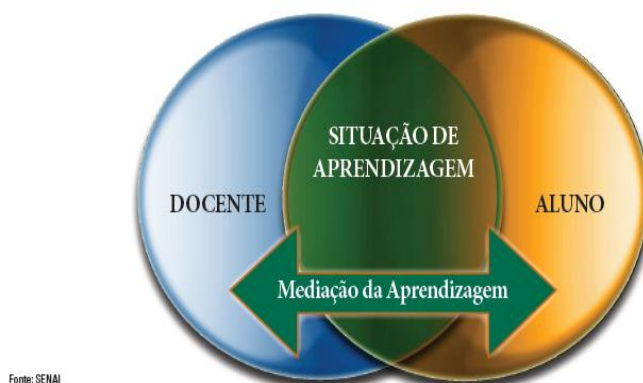 SITUAÇÃO DE
APRENDIZAGEM
DOCENTE
ALUNO
Mediação da Aprendizagem
Fonte: SENAI